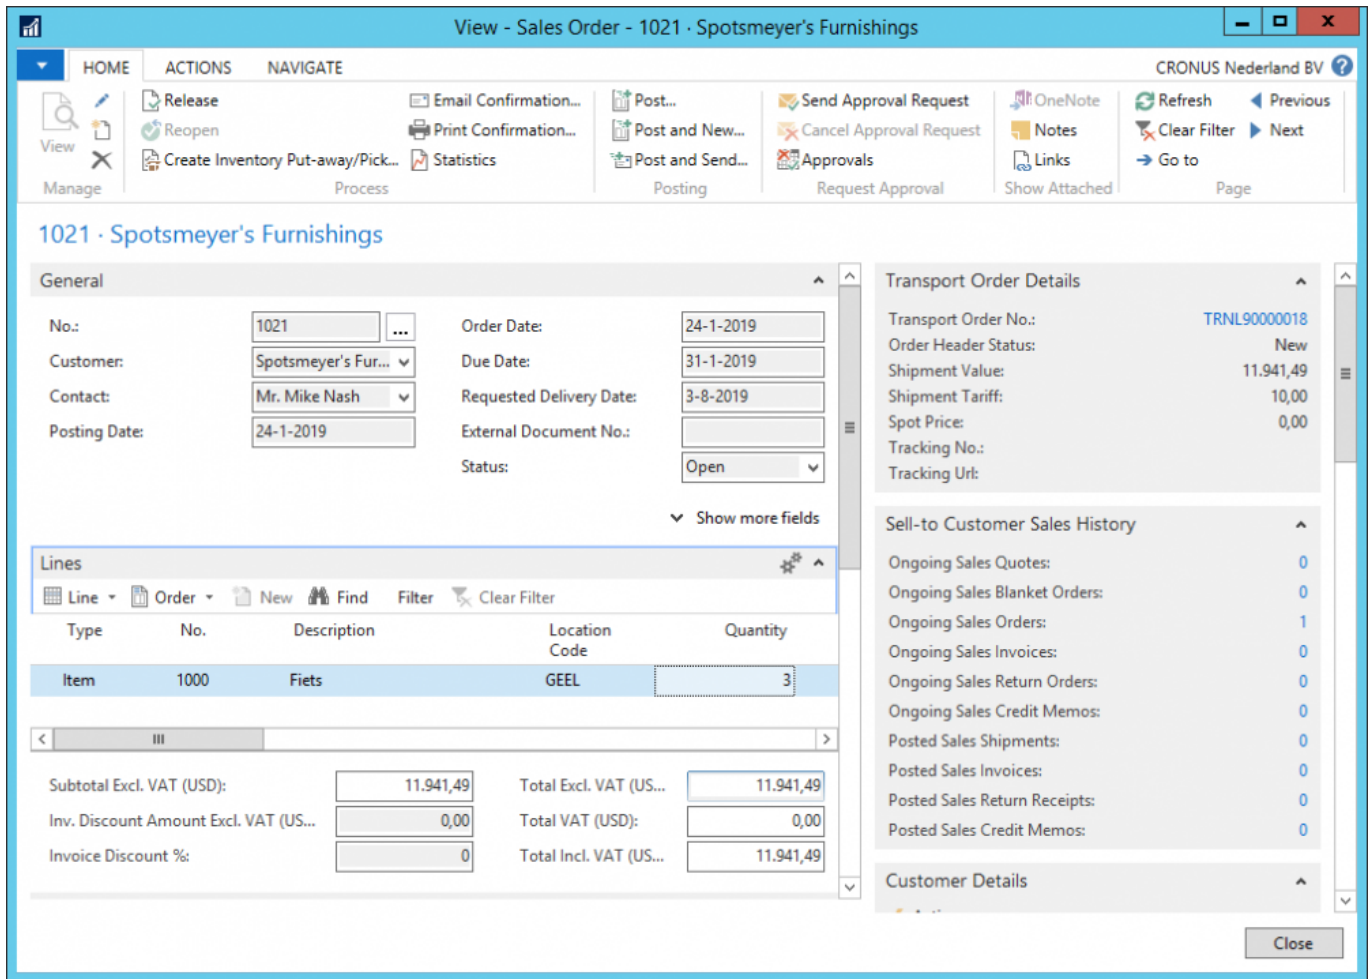 View - Sales Order - 1021 · Spotsmeyer's Furnishings
HOME ACTIONS NAVIGATE
CRONUS Nederland BV
View
Manage
Release
Reopen
Create Inventory Put-away/Pick...
Email Confirmation...
Print Confirmation...
Statistics
Process
Post...
Post and New...
Post and Send...
Posting
Send Approval Request
Cancel Approval Request
Approvals
Request Approval
OneNote
Notes
Links
Show Attached
Refresh
Clear Filter
Go to
Previous
Next
Page
1021 · Spotsmeyer's Furnishings
General
No.: 1021 ...
Customer: Spotsmeyer's Fur...
Contact: Mr. Mike Nash
Posting Date: 24-1-2019
Order Date: 24-1-2019
Due Date: 31-1-2019
Requested Delivery Date: 3-8-2019
External Document No.:
Status: Open
Show more fields
Lines
Line Order New Find Filter Clear Filter
Type No. Description Location Code Quantity
Item 1000 Fiets GEEL 3
Subtotal Excl. VAT (USD): 11.941,49
Inv. Discount Amount Excl. VAT (US... 0,00
Invoice Discount %: 0
Total Excl. VAT (US... 11.941,49
Total VAT (USD): 0,00
Total Incl. VAT (US... 11.941,49
Transport Order Details
Transport Order No.: TRNL90000018
Order Header Status: New
Shipment Value: 11.941,49
Shipment Tariff: 10,00
Spot Price: 0,00
Tracking No.:
Tracking Url:
Sell-to Customer Sales History
Ongoing Sales Quotes: 0
Ongoing Sales Blanket Orders: 0
Ongoing Sales Orders: 1
Ongoing Sales Invoices: 0
Ongoing Sales Return Orders: 0
Ongoing Sales Credit Memos: 0
Posted Sales Shipments: 0
Posted Sales Invoices: 0
Posted Sales Return Receipts: 0
Posted Sales Credit Memos: 0
Customer Details
Close